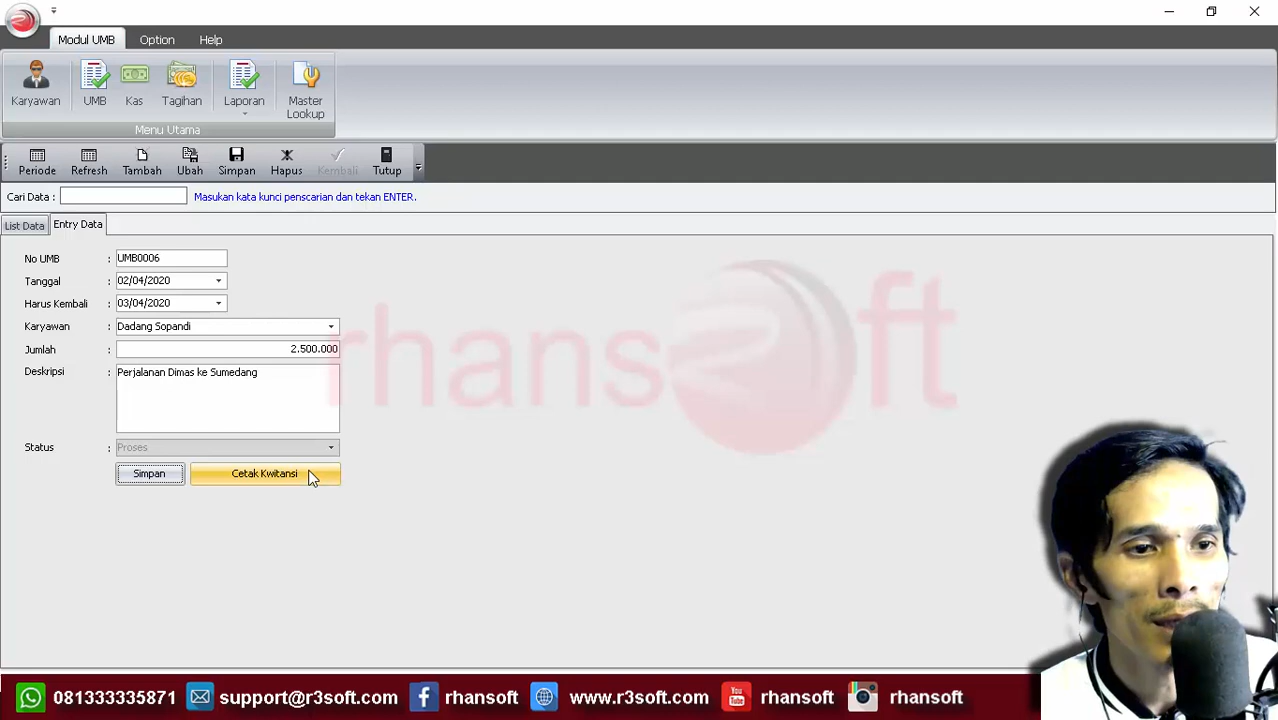 Modul UMB Option Help
Karyawan UMB Kas Tagihan Laporan Master Lookup
Menu Utama
Periode Refresh Tambah Ubah Simpan Hapus Kembali Tutup
Cari Data : Masukan kata kunci penscarian dan tekan ENTER.
List Data Entry Data
No UMB : UMB0006
Tanggal : 02/04/2020
Harus Kembali : 03/04/2020
Karyawan : Dadang Sopandi
Jumlah : 2.500.000
Deskripsi : Perjalanan Dimas ke Sumedang
Status : Proses
Simpan Cetak Kwitansi
rhansoft
081333335871 support@r3soft.com rhansoft www.r3soft.com You Tube rhansoft rhansoft